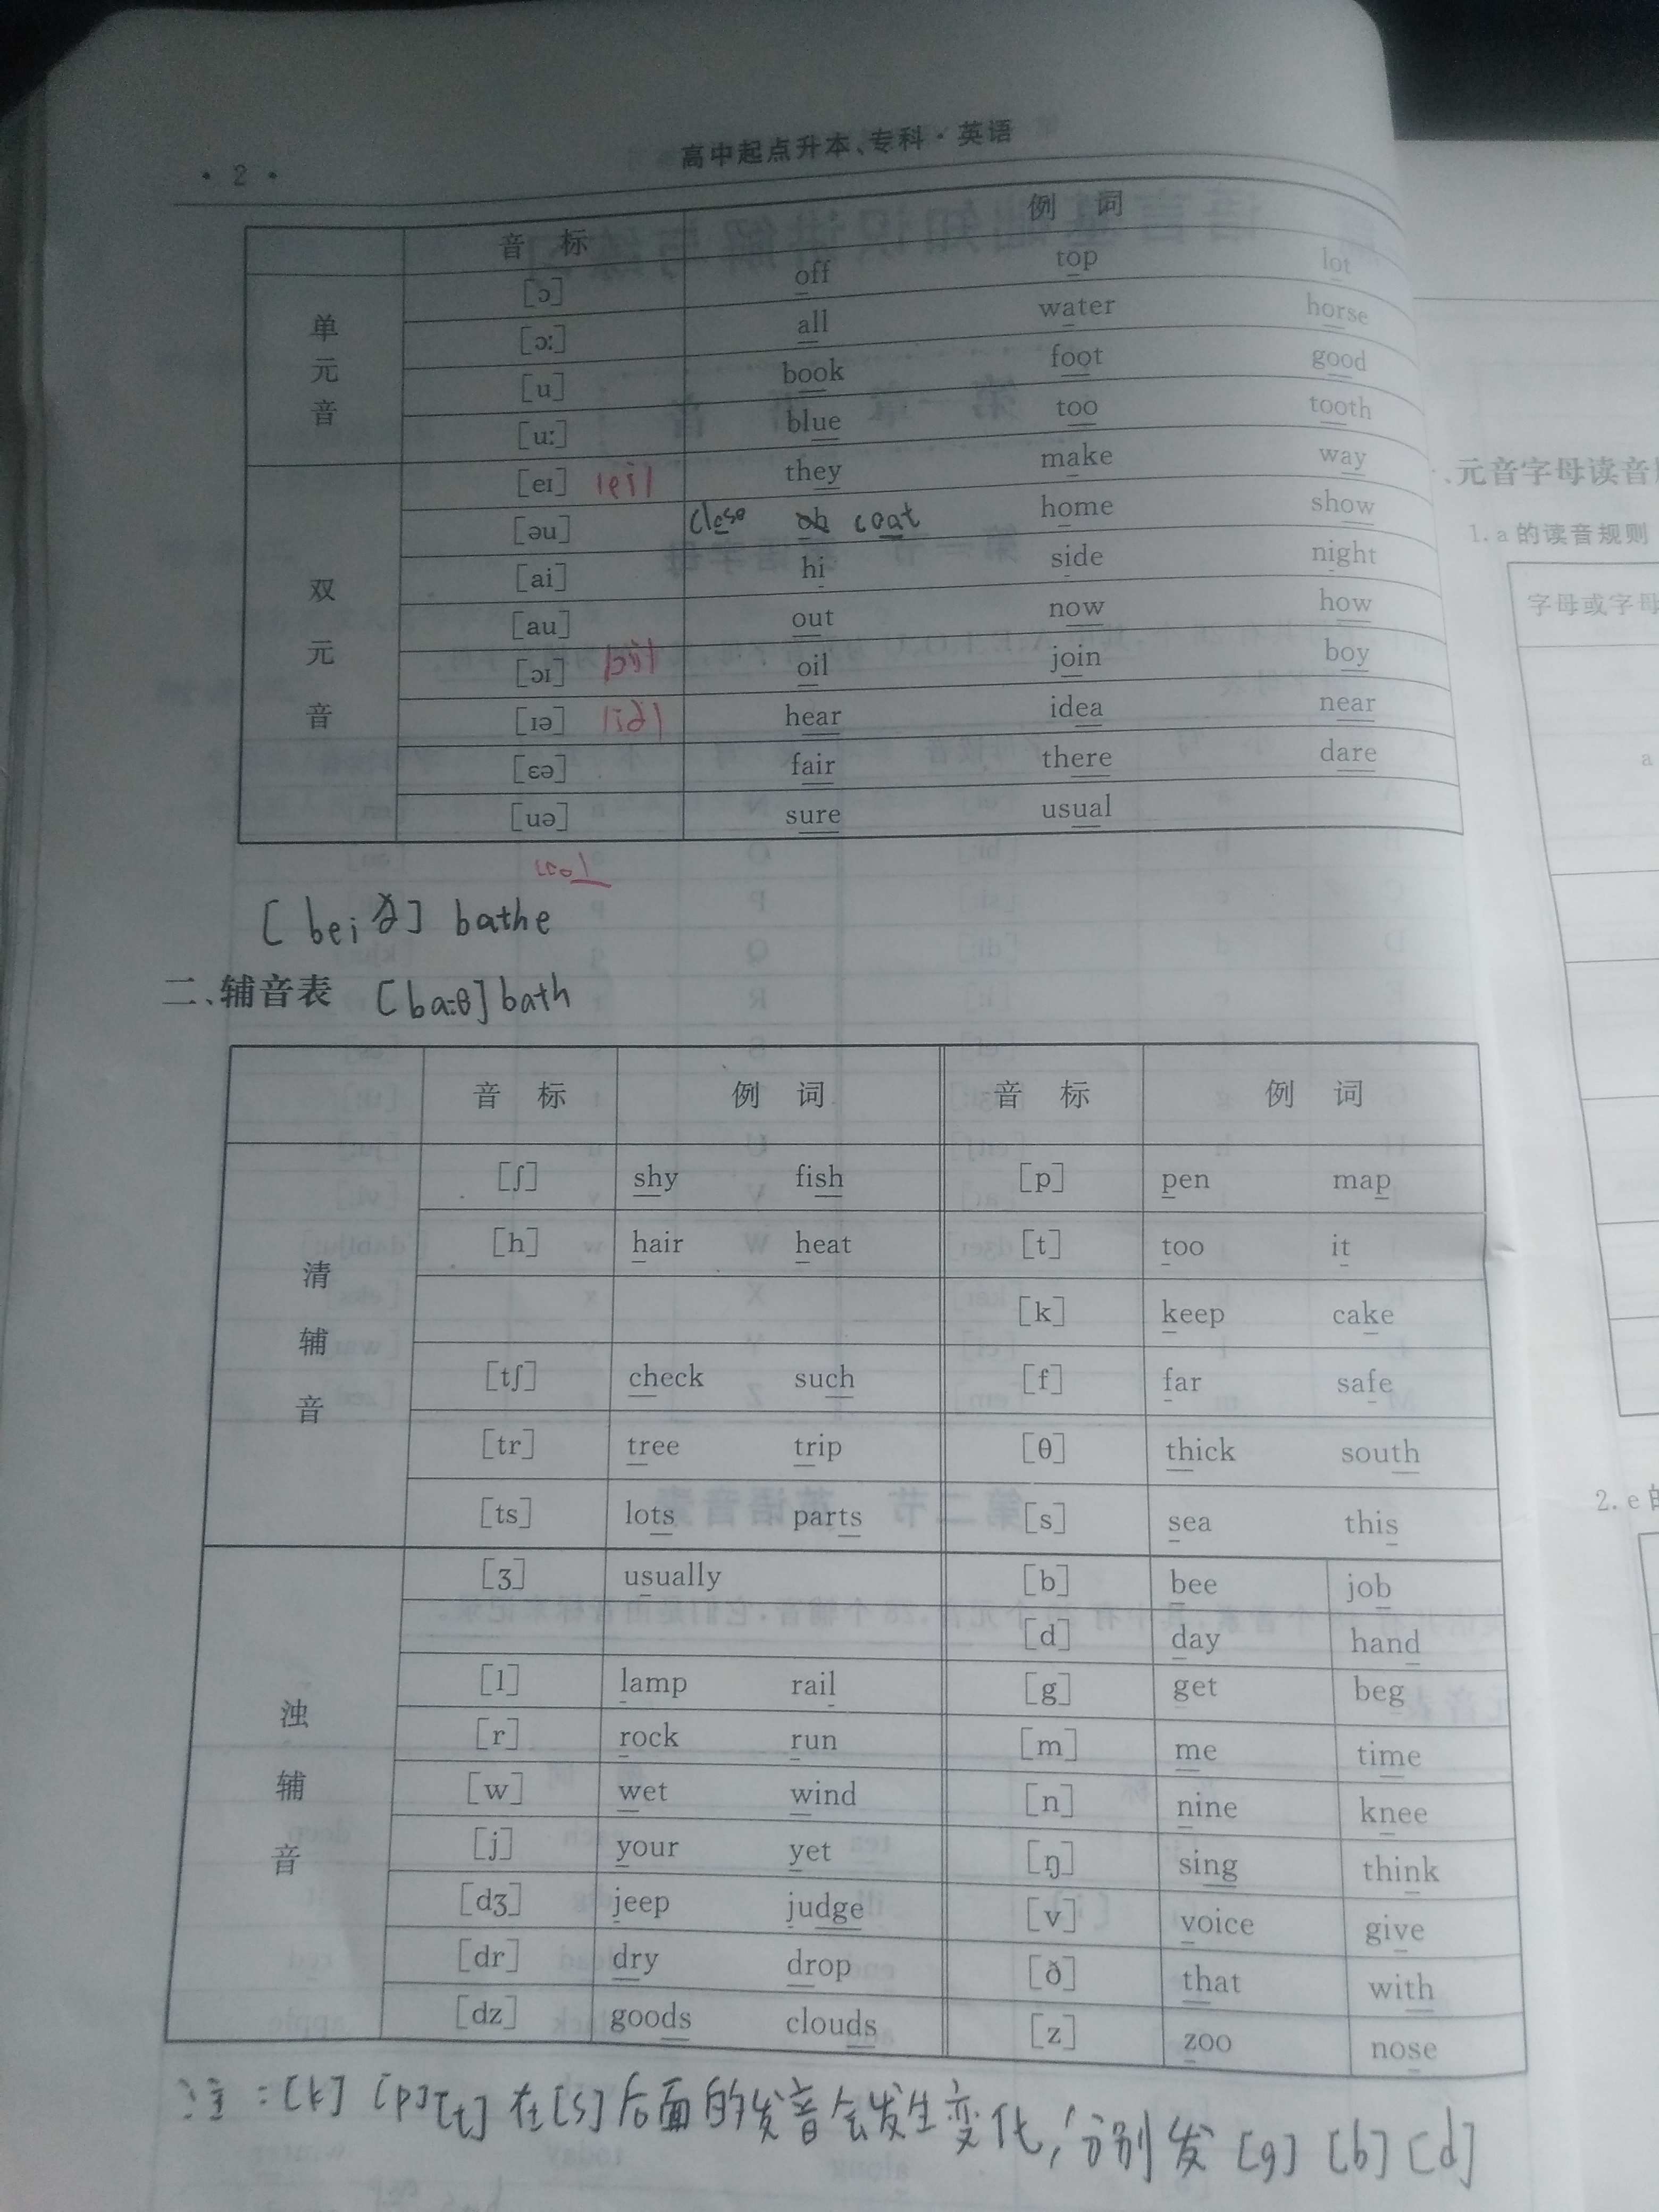 · 2 ·
高中起点升本、专科·英语
音 标 例 词
单元音
[ɔ] off top lot
[ɔː] all water horse
[u] book foot good
[uː] blue too tooth
双元音
[eɪ] |eɪ| they make way
[əu] close oh coat home show
[ai] hi side night
[au] out now how
[ɔɪ] oil join boy
[ɪə] |iə| hear idea near
[ɛə] fair there dare
[uə] sure usual
[beið] bathe
二、辅音表 [ba:θ] bath
音 标 例 词 音 标 例 词
清辅音
[ʃ] shy fish [p] pen map
[h] hair heat [t] too it
[k] keep cake
[tʃ] check such [f] far safe
[tr] tree trip [θ] thick south
[ts] lots parts [s] sea this
浊辅音
[ʒ] usually [b] bee job
[d] day hand
[l] lamp rail [g] get beg
[r] rock run [m] me time
[w] wet wind [n] nine knee
[j] your yet [ŋ] sing think
[dʒ] jeep judge [v] voice give
[dr] dry drop [ð] that with
[dz] goods clouds [z] zoo nose
注:[k] [p] [t] 在[s]后面的发音会发生变化,分别发 [g] [b] [d]
、元音字母读音
1. a 的读音规则
字母或字母
a
2. e